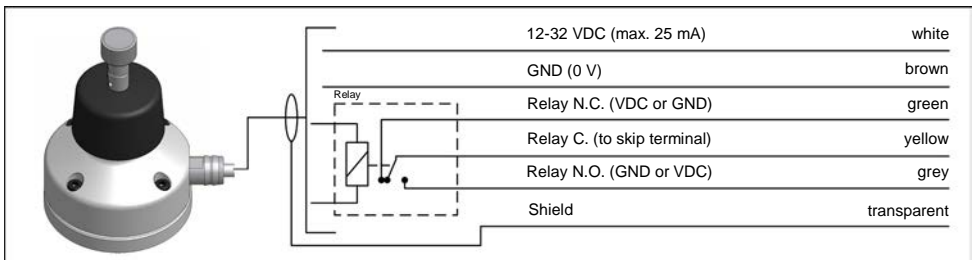 12-32 VDC (max. 25 mA) white
GND (0 V) brown
Relay
Relay N.C. (VDC or GND) green
Relay C. (to skip terminal) yellow
Relay N.O. (GND or VDC) grey
Shield transparent